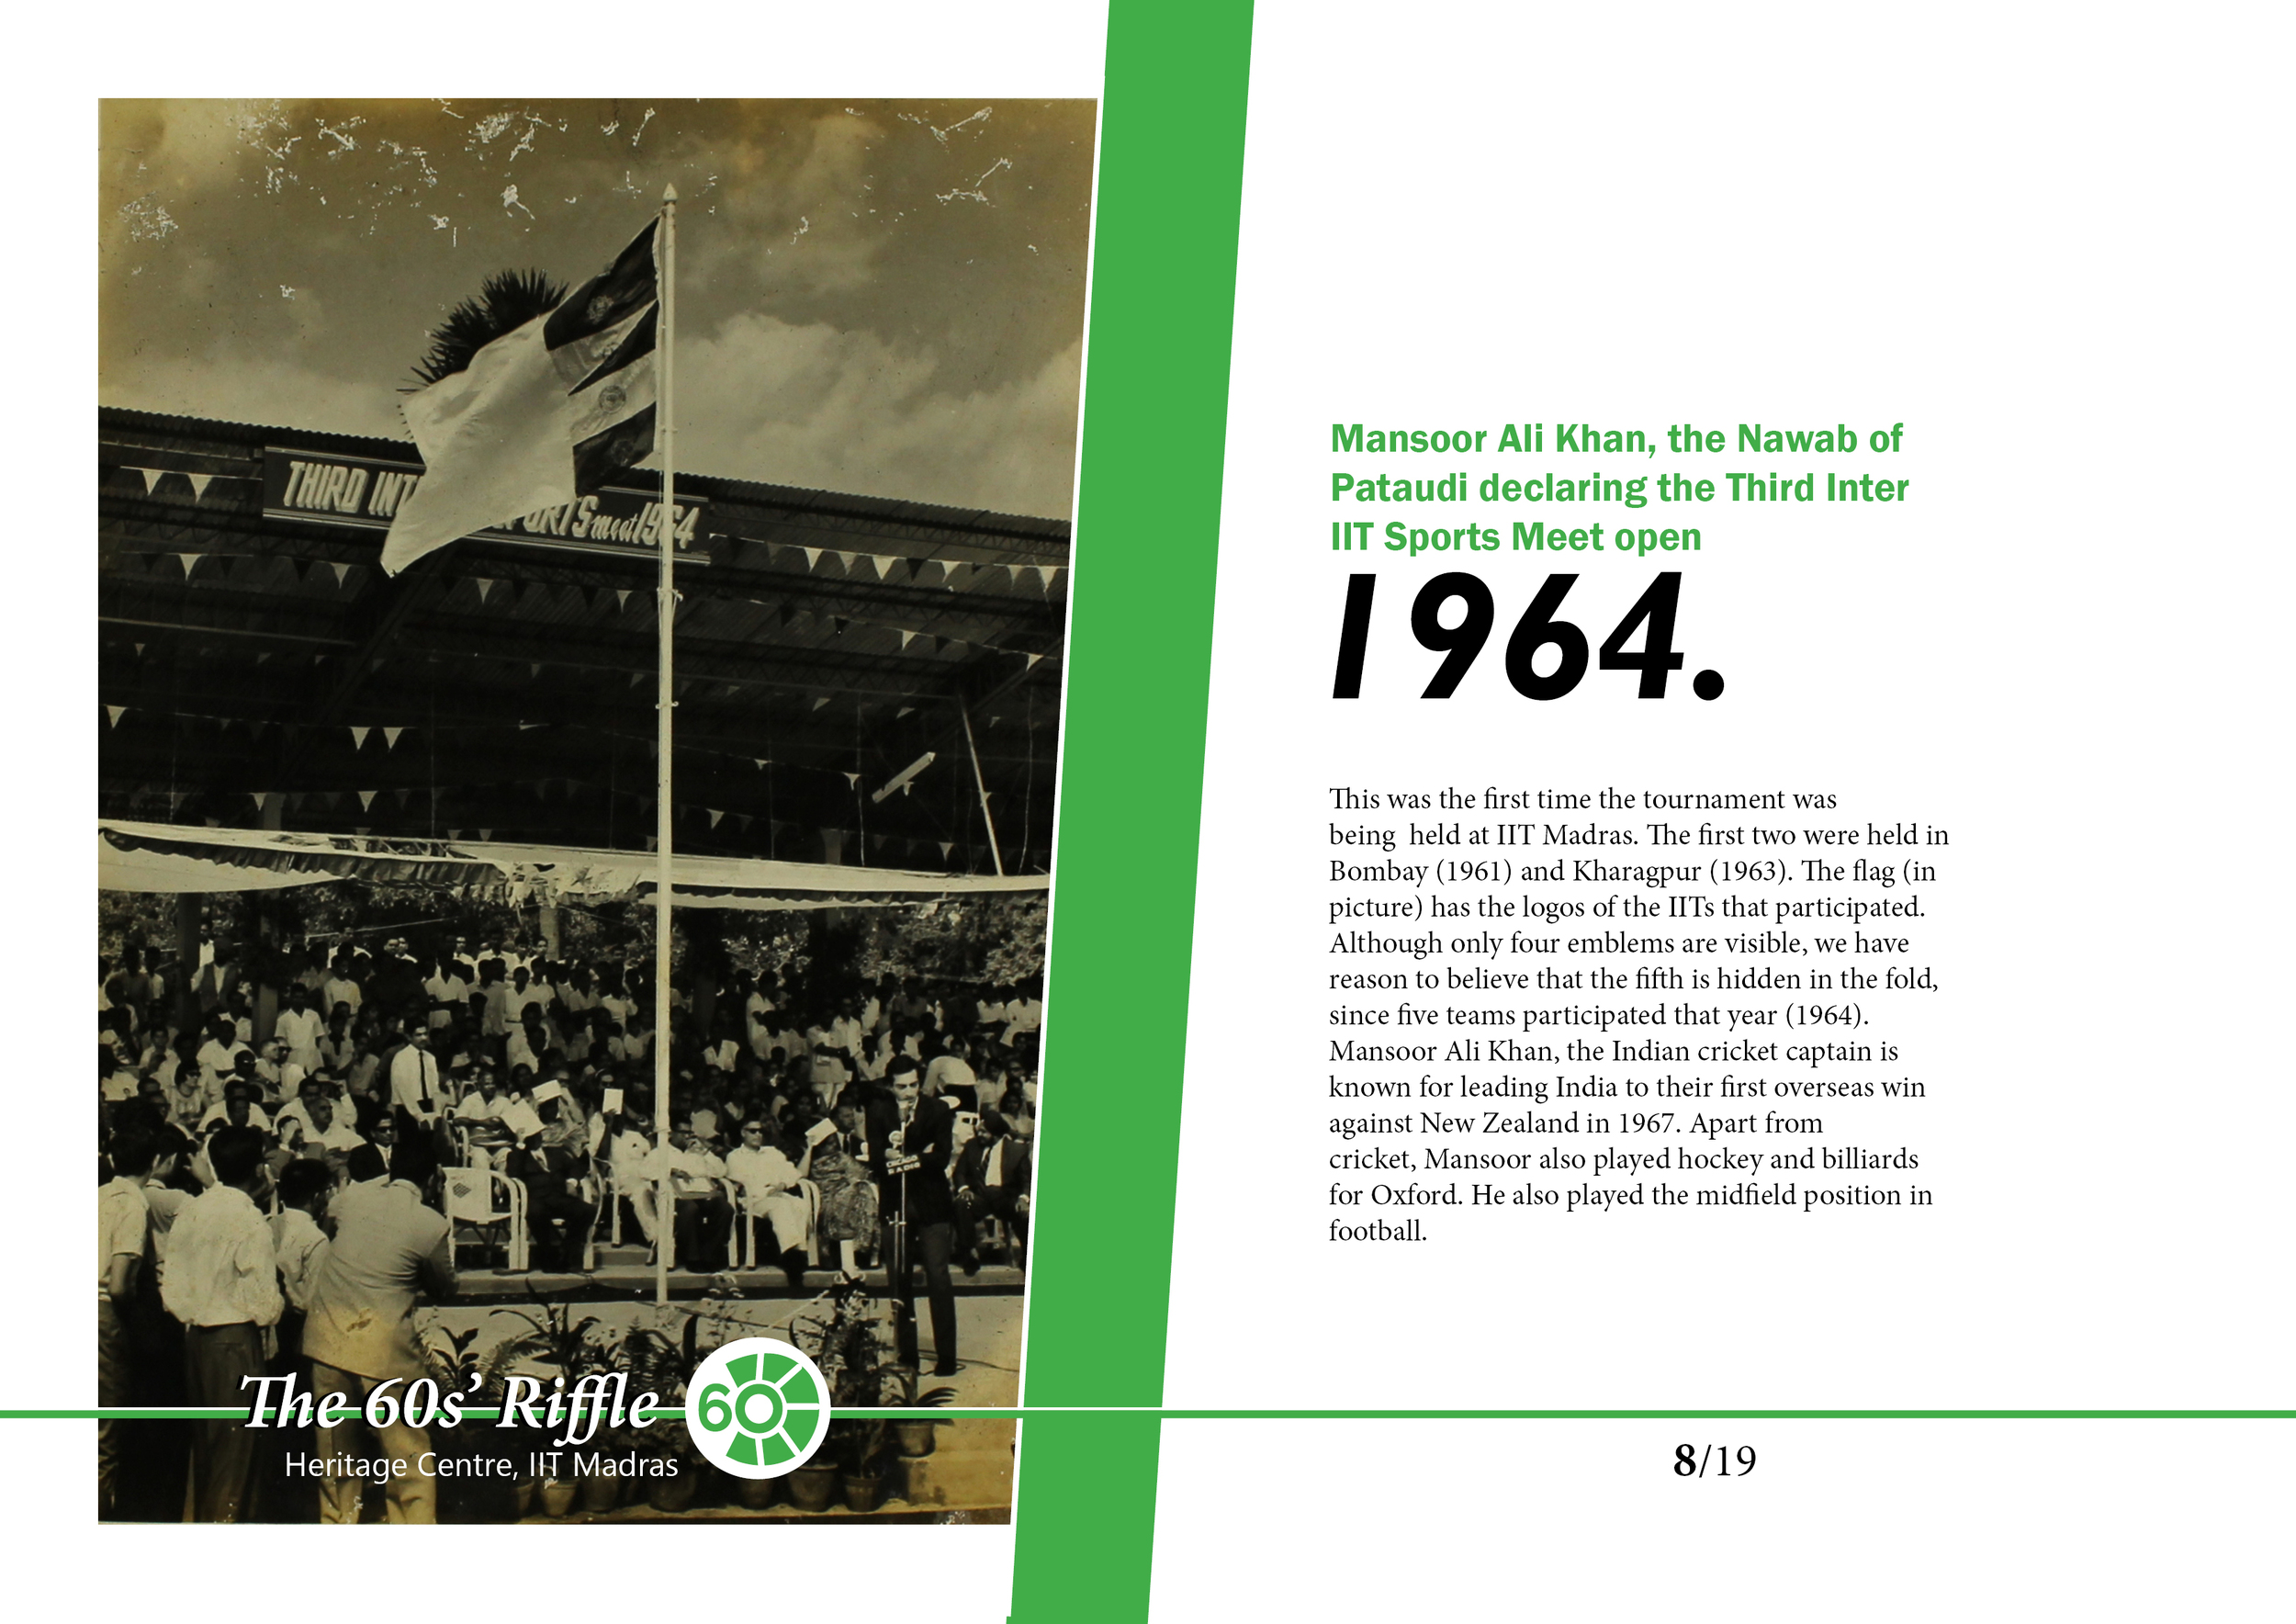 THIRD INT
PORTS meet 1964
CHICAGO
RADIO
The 60s' Riffle
60
Heritage Centre, IIT Madras
Mansoor Ali Khan, the Nawab of
Pataudi declaring the Third Inter
IIT Sports Meet open
1964.
This was the first time the tournament was
being  held at IIT Madras. The first two were held in
Bombay (1961) and Kharagpur (1963). The flag (in
picture) has the logos of the IITs that participated.
Although only four emblems are visible, we have
reason to believe that the fifth is hidden in the fold,
since five teams participated that year (1964).
Mansoor Ali Khan, the Indian cricket captain is
known for leading India to their first overseas win
against New Zealand in 1967. Apart from
cricket, Mansoor also played hockey and billiards
for Oxford. He also played the midfield position in
football.
8/19